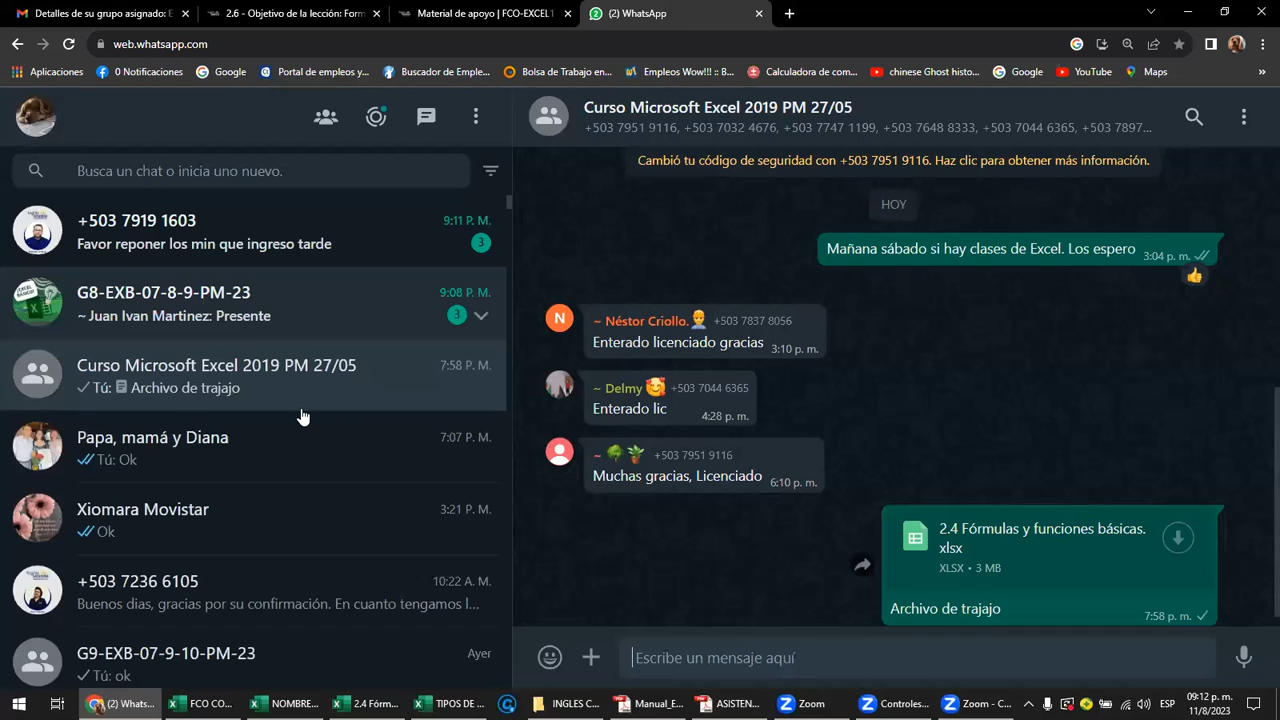 Detalles de su grupo asignado: E
2.6 - Objetivo de la lección: Form
Material de apoyo | FCO-EXCEL1
(2) WhatsApp
web.whatsapp.com
Aplicaciones
0 Notificaciones
Google
Portal de empleos y...
Buscador de Emple...
Bolsa de Trabajo en...
Empleos Wow!!! :: B...
Calculadora de com...
chinese Ghost histo...
Google
YouTube
Maps
Curso Microsoft Excel 2019 PM 27/05
+503 7951 9116, +503 7032 4676, +503 7747 1199, +503 7648 8333, +503 7044 6365, +503 7897...
Busca un chat o inicia uno nuevo.
+503 7919 1603
9:11 P. M.
Favor reponer los min que ingreso tarde
3
G8-EXB-07-8-9-PM-23
9:08 P. M.
~ Juan Ivan Martinez: Presente
3
Curso Microsoft Excel 2019 PM 27/05
7:58 P. M.
Tú: Archivo de trajajo
Papa, mamá y Diana
7:07 P. M.
Tú: Ok
Xiomara Movistar
3:21 P. M.
Ok
+503 7236 6105
10:22 A. M.
Buenos dias, gracias por su confirmación. En cuanto tengamos l...
G9-EXB-07-9-10-PM-23
Ayer
Tú: ok
Cambió tu código de seguridad con +503 7951 9116. Haz clic para obtener más información.
HOY
Mañana sábado si hay clases de Excel. Los espero
3:04 p. m.
N
~ Néstor Criollo. +503 7837 8056
Enterado licenciado gracias
3:10 p. m.
~ Delmy +503 7044 6365
Enterado lic
4:28 p. m.
~ +503 7951 9116
Muchas gracias, Licenciado
6:10 p. m.
2.4 Fórmulas y funciones básicas.
xlsx
XLSX • 3 MB
Archivo de trajajo
7:58 p. m.
Escribe un mensaje aquí
(2) Whats...
FCO CO...
NOMBRE...
2.4 Fórm...
TIPOS DE ...
INGLES C...
Manual_E...
ASISTEN...
Zoom
Controles...
Zoom - C...
ESP
09:12 p. m.
11/8/2023